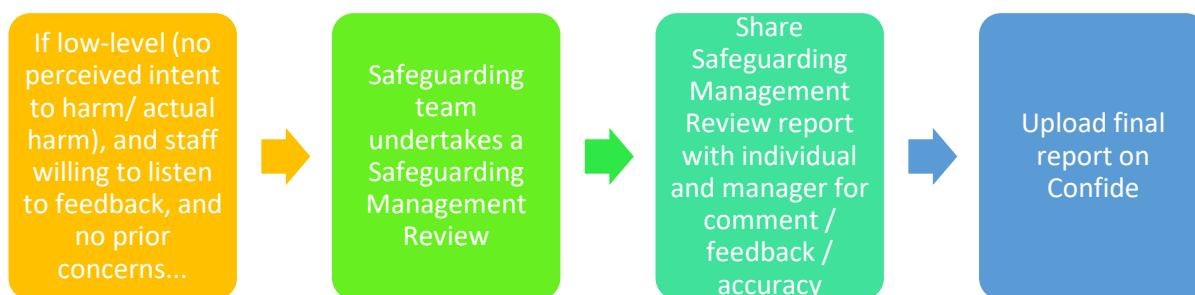 If low-level (no
perceived intent
to harm/ actual
harm), and staff
willing to listen
to feedback, and
no prior
concerns...
Safeguarding
team
undertakes a
Safeguarding
Management
Review
Share
Safeguarding
Management
Review report
with individual
and manager for
comment /
feedback /
accuracy
Upload final
report on
Confide